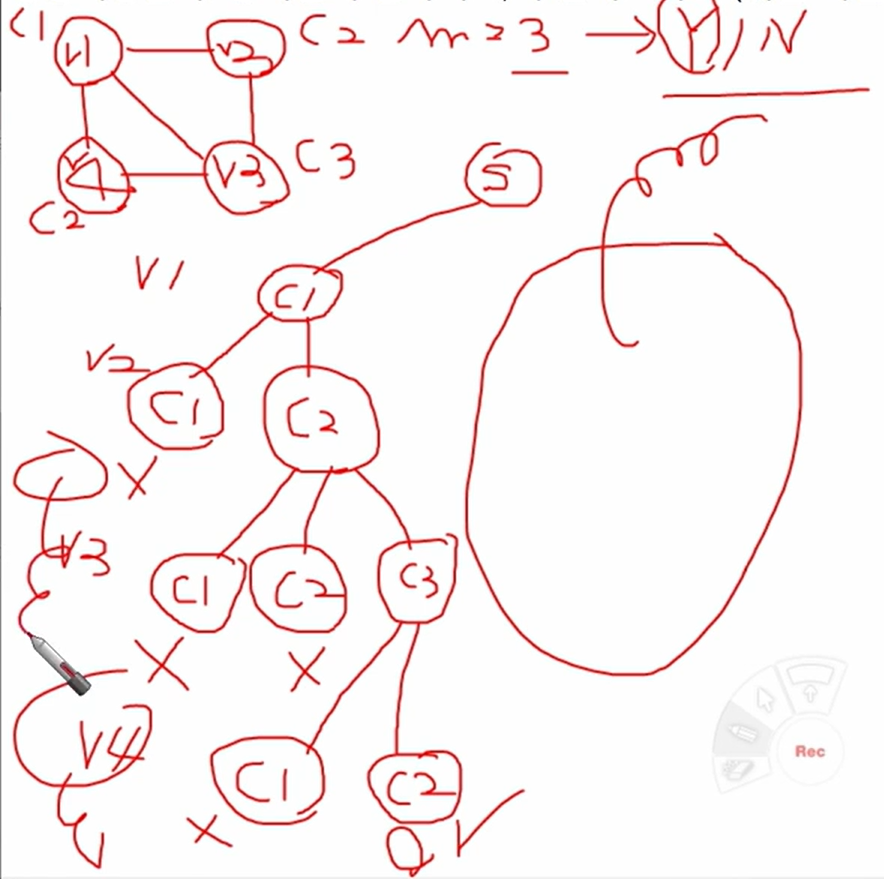 C1 V1 V2 C2 m = 3 → Y / N
V4 V3 C3
C2
S
V1 C1
V2 C1 C2
X
V3 C1 C2 C3
X X
V4 C1 C2
X ✓
Rec